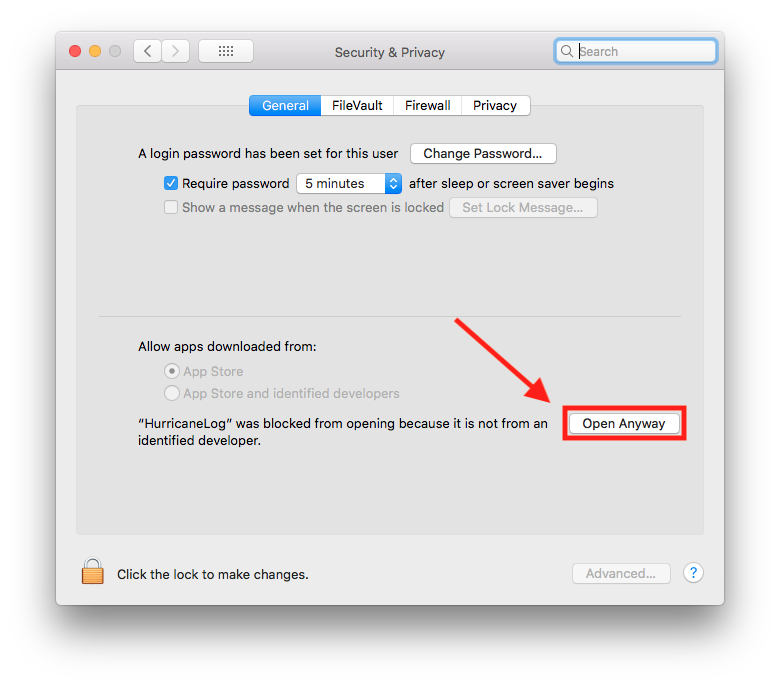 Security & Privacy
Search
General FileVault Firewall Privacy
A login password has been set for this user Change Password...
Require password 5 minutes after sleep or screen saver begins
Show a message when the screen is locked Set Lock Message...
Allow apps downloaded from:
App Store
App Store and identified developers
“HurricaneLog” was blocked from opening because it is not from an
identified developer.
Open Anyway
Click the lock to make changes.
Advanced...
?